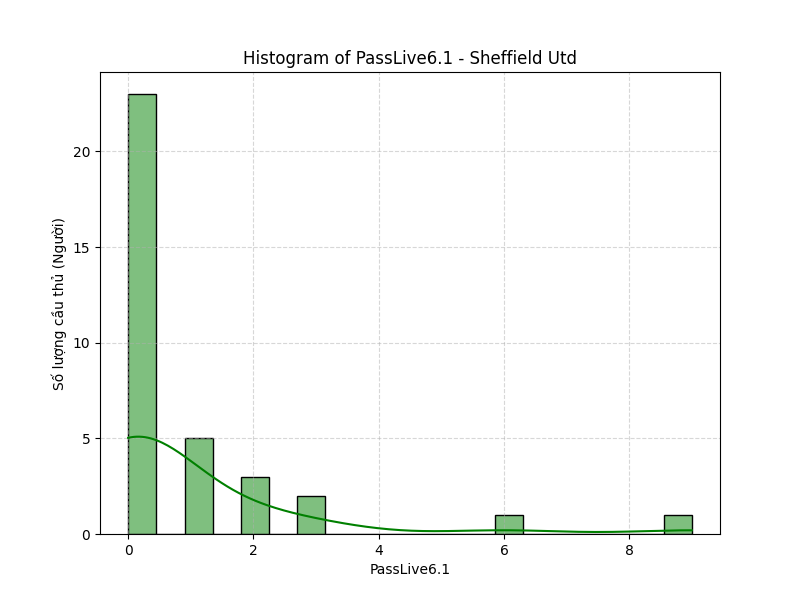 Histogram of PassLive6.1 - Sheffield Utd
Số lượng cầu thủ (Người)
20
15
10
5
0
0 2 4 6 8
PassLive6.1